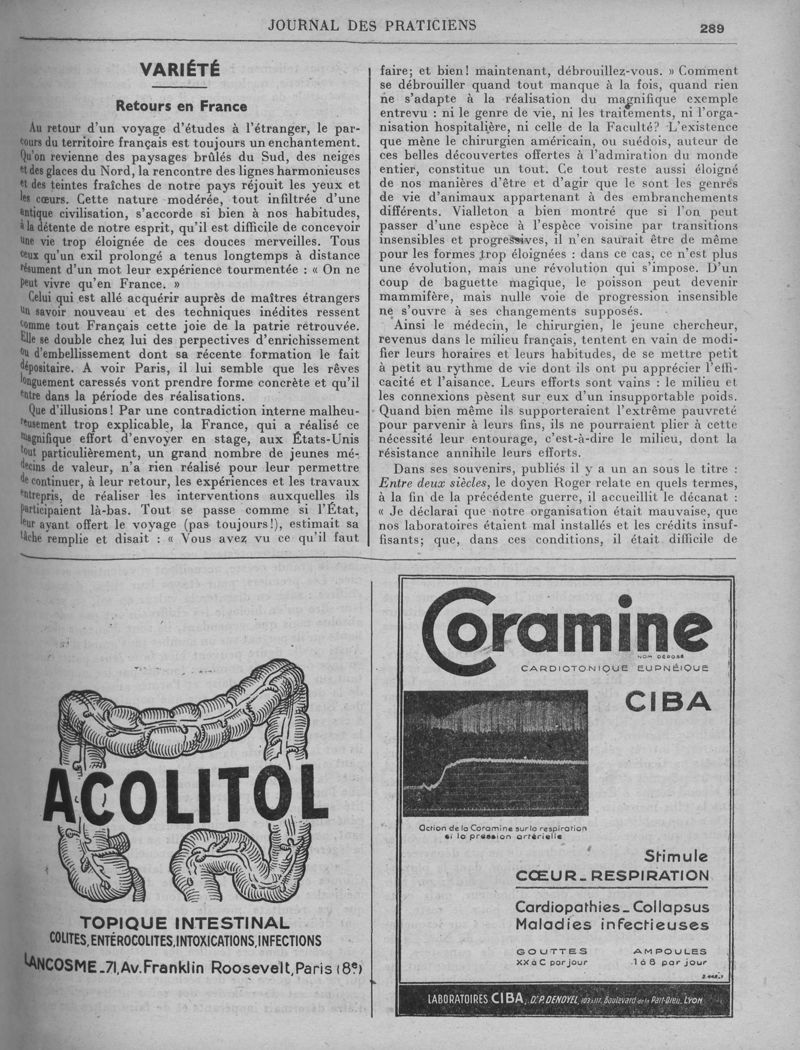 JOURNAL DES PRATICIENS 289
VARIÉTÉ
Retours en France
Au retour d'un voyage d'études à l'étranger, le par-
cours du territoire français est toujours un enchantement.
Qu'on revienne des paysages brûlés du Sud, des neiges
et des glaces du Nord, la rencontre des lignes harmonieuses
et des teintes fraîches de notre pays réjouit les yeux et
les cœurs. Cette nature modérée, tout infiltrée d'une
antique civilisation, s'accorde si bien à nos habitudes,
à la détente de notre esprit, qu'il est difficile de concevoir
une vie trop éloignée de ces douces merveilles. Tous
ceux qu'un exil prolongé a tenus longtemps à distance
résument d'un mot leur expérience tourmentée : « On ne
peut vivre qu'en France. »
Celui qui est allé acquérir auprès de maîtres étrangers
un savoir nouveau et des techniques inédites ressent
comme tout Français cette joie de la patrie retrouvée.
Elle se double chez lui des perpectives d'enrichissement
ou d'embellissement dont sa récente formation le fait
dépositaire. A voir Paris, il lui semble que les rêves
longuement caressés vont prendre forme concrète et qu'il
entre dans la période des réalisations.
Que d'illusions! Par une contradiction interne malheu-
reusement trop explicable, la France, qui a réalisé ce
magnifique effort d'envoyer en stage, aux États-Unis
tout particulièrement, un grand nombre de jeunes mé-
decins de valeur, n'a rien réalisé pour leur permettre
de continuer, à leur retour, les expériences et les travaux
entrepris, de réaliser les interventions auxquelles ils
participaient là-bas. Tout se passe comme si l'État,
leur ayant offert le voyage (pas toujours!), estimait sa
tâche remplie et disait : « Vous avez vu ce qu'il faut
faire; et bien! maintenant, débrouillez-vous. » Comment
se débrouiller quand tout manque à la fois, quand rien
ne s'adapte à la réalisation du magnifique exemple
entrevu : ni le genre de vie, ni les traitements, ni l'orga-
nisation hospitalière, ni celle de la Faculté? L'existence
que mène le chirurgien américain, ou suédois, auteur de
ces belles découvertes offertes à l'admiration du monde
entier, constitue un tout. Ce tout reste aussi éloigné
de nos manières d'être et d'agir que le sont les genres
de vie d'animaux appartenant à des embranchements
différents. Vialleton a bien montré que si l'on peut
passer d'une espèce à l'espèce voisine par transitions
insensibles et progressives, il n'en saurait être de même
pour les formes trop éloignées : dans ce cas, ce n'est plus
une évolution, mais une révolution qui s'impose. D'un
coup de baguette magique, le poisson peut devenir
mammifère, mais nulle voie de progression insensible
ne s'ouvre à ses changements supposés.
Ainsi le médecin, le chirurgien, le jeune chercheur,
revenus dans le milieu français, tentent en vain de modi-
fier leurs horaires et leurs habitudes, de se mettre petit
à petit au rythme de vie dont ils ont pu apprécier l'effi-
cacité et l'aisance. Leurs efforts sont vains : le milieu et
les connexions pèsent sur eux d'un insupportable poids.
Quand bien même ils supporteraient l'extrême pauvreté
pour parvenir à leurs fins, ils ne pourraient plier à cette
nécessité leur entourage, c'est-à-dire le milieu, dont la
résistance annihile leurs efforts.
Dans ses souvenirs, publiés il y a un an sous le titre :
Entre deux siècles, le doyen Roger relate en quels termes,
à la fin de la précédente guerre, il accueillit le décanat :
« Je déclarai que notre organisation était mauvaise, que
nos laboratoires étaient mal installés et les crédits insuf-
fisants; que, dans ces conditions, il était difficile de
ACOLITOL
TOPIQUE INTESTINAL
COLITES, ENTÉROCOLITES, INTOXICATIONS, INFECTIONS
LANCOSME_71, Av. Franklin Roosevelt, Paris (8e)
Coramine
NOM DÉPOSÉ
CARDIOTONIQUE EUPNÉIQUE
CIBA
Action de la Coramine sur la respiration
et la pression artérielle
Stimule
CŒUR_RESPIRATION
Cardiopathies_Collapsus
Maladies infectieuses
GOUTTES AMPOULES
XX à C par jour 1 à 8 par jour
LABORATOIRES CIBA, Dr P. DENOYEL, 103 à 117, Boulevard de la Part-Dieu, LYON